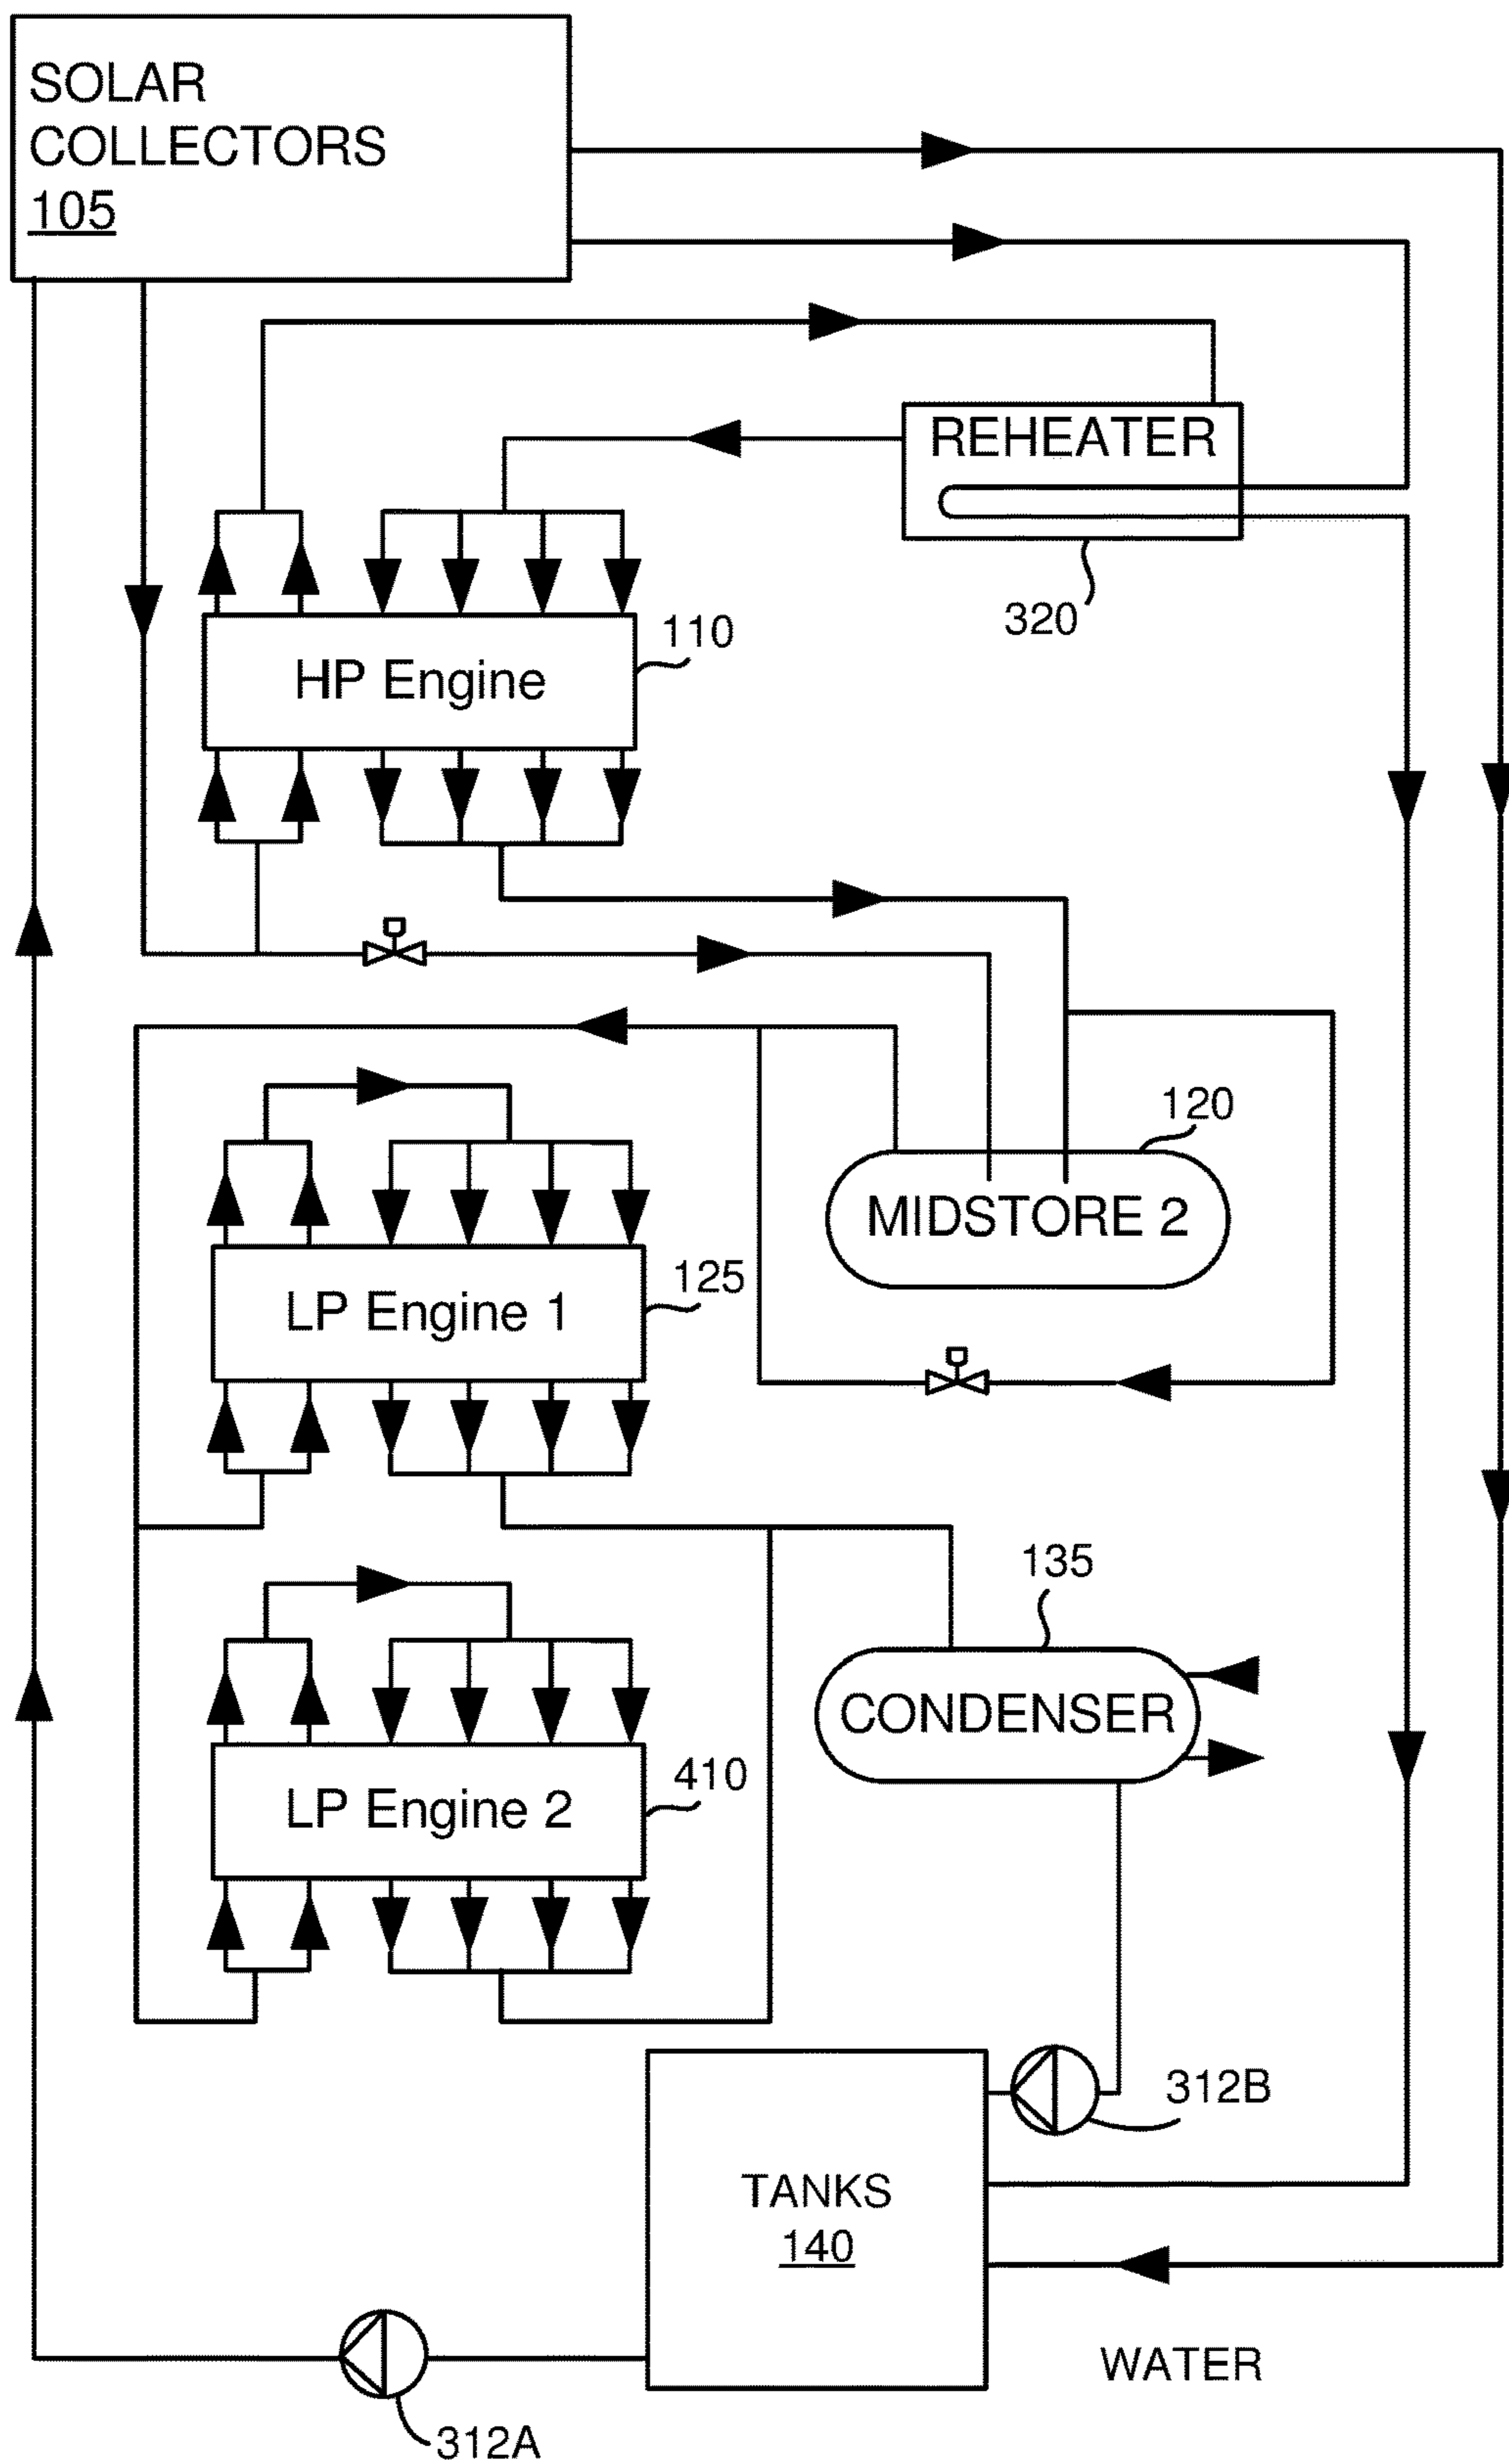 SOLAR
COLLECTORS
105
REHEATER
320
110
HP Engine
120
MIDSTORE 2
125
LP Engine 1
135
CONDENSER
410
LP Engine 2
312B
TANKS
140
WATER
312A